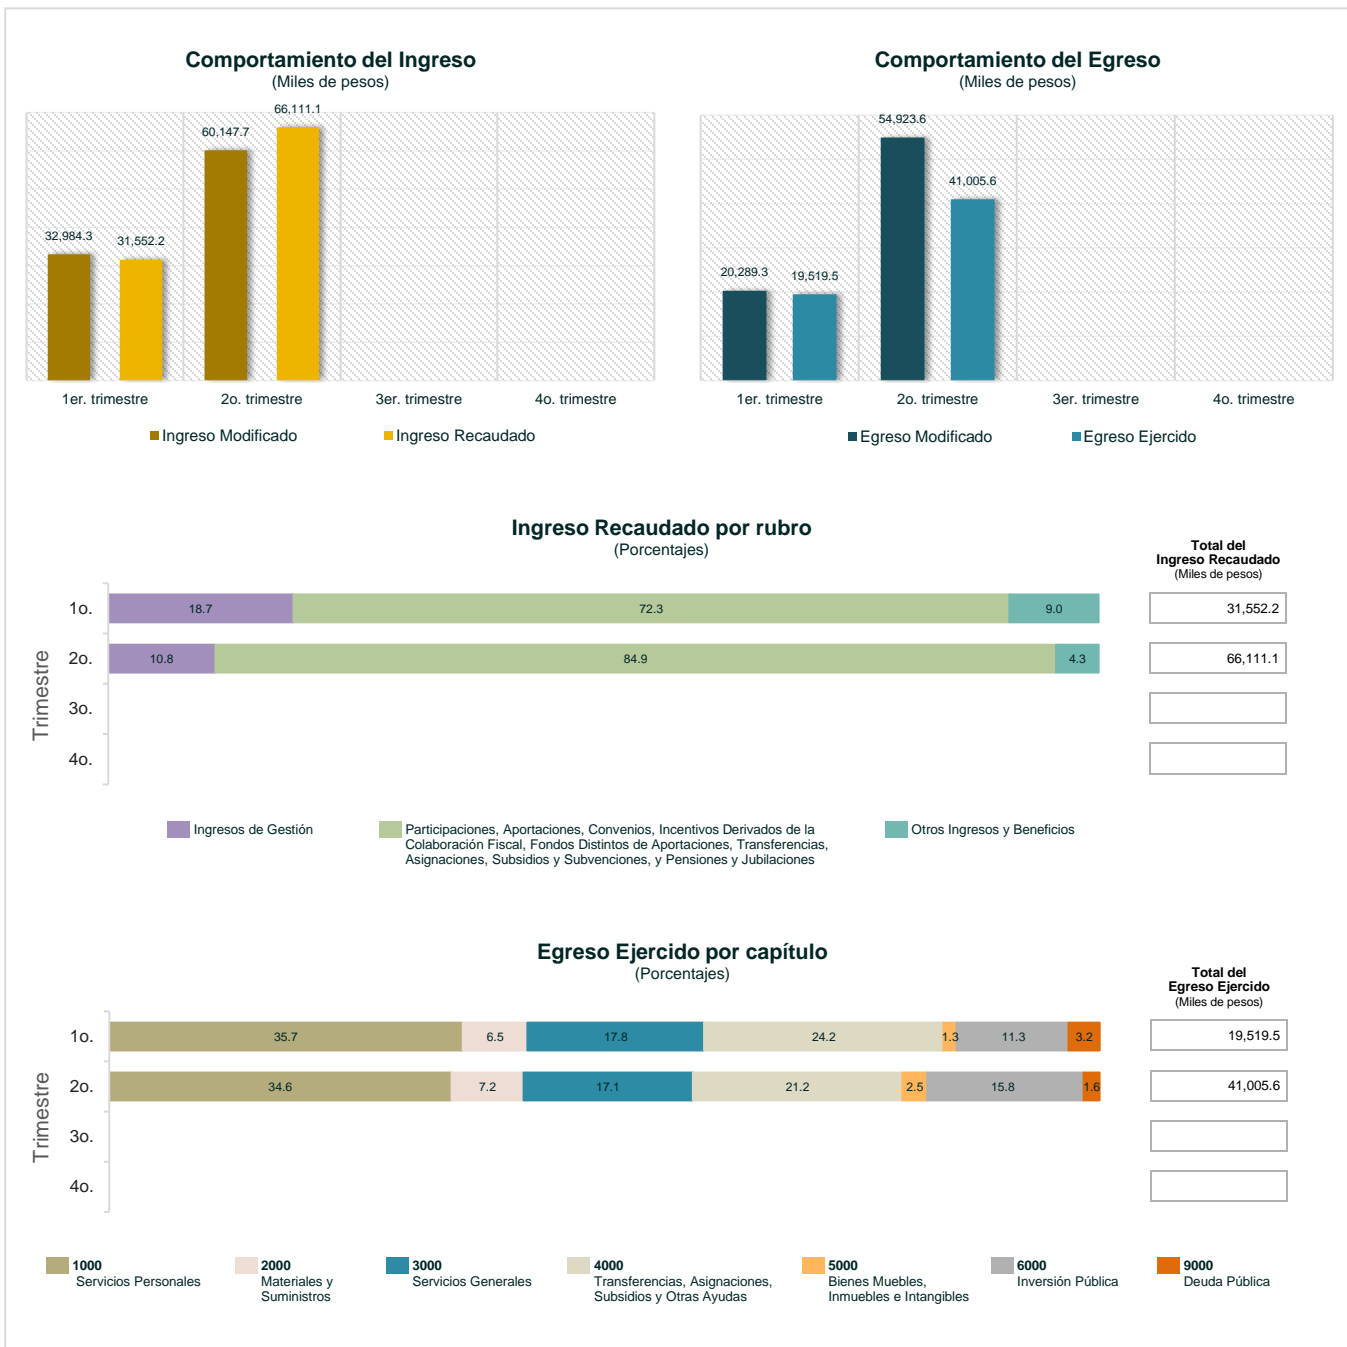 Comportamiento del Ingreso
(Miles de pesos)
66,111.1
60,147.7
32,984.3
31,552.2
1er. trimestre
2o. trimestre
3er. trimestre
4o. trimestre
Ingreso Modificado
Ingreso Recaudado
Comportamiento del Egreso
(Miles de pesos)
54,923.6
41,005.6
20,289.3
19,519.5
1er. trimestre
2o. trimestre
3er. trimestre
4o. trimestre
Egreso Modificado
Egreso Ejercido
Ingreso Recaudado por rubro
(Porcentajes)
Total del
Ingreso Recaudado
(Miles de pesos)
Trimestre
1o.
18.7
72.3
9.0
31,552.2
2o.
10.8
84.9
4.3
66,111.1
3o.
4o.
Ingresos de Gestión
Participaciones, Aportaciones, Convenios, Incentivos Derivados de la
Colaboración Fiscal, Fondos Distintos de Aportaciones, Transferencias,
Asignaciones, Subsidios y Subvenciones, y Pensiones y Jubilaciones
Otros Ingresos y Beneficios
Egreso Ejercido por capítulo
(Porcentajes)
Total del
Egreso Ejercido
(Miles de pesos)
Trimestre
1o.
35.7
6.5
17.8
24.2
1.3
11.3
3.2
19,519.5
2o.
34.6
7.2
17.1
21.2
2.5
15.8
1.6
41,005.6
3o.
4o.
1000
Servicios Personales
2000
Materiales y
Suministros
3000
Servicios Generales
4000
Transferencias, Asignaciones,
Subsidios y Otras Ayudas
5000
Bienes Muebles,
Inmuebles e Intangibles
6000
Inversión Pública
9000
Deuda Pública